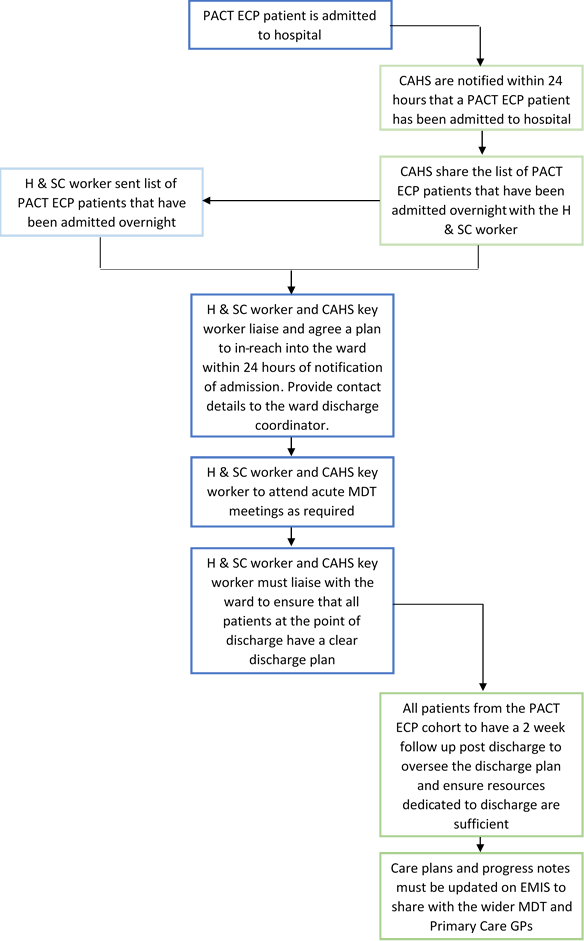 PACT ECP patient is admitted
to hospital
CAHS are notified within 24
hours that a PACT ECP patient
has been admitted to hospital
CAHS share the list of PACT
ECP patients that have been
admitted overnight with the H
& SC worker
H & SC worker sent list of
PACT ECP patients that have
been admitted overnight
H & SC worker and CAHS key
worker liaise and agree a plan
to in-reach into the ward
within 24 hours of notification
of admission. Provide contact
details to the ward discharge
coordinator.
H & SC worker and CAHS key
worker to attend acute MDT
meetings as required
H & SC worker and CAHS key
worker must liaise with the
ward to ensure that all
patients at the point of
discharge have a clear
discharge plan
All patients from the PACT
ECP cohort to have a 2 week
follow up post discharge to
oversee the discharge plan
and ensure resources
dedicated to discharge are
sufficient
Care plans and progress notes
must be updated on EMIS to
share with the wider MDT and
Primary Care GPs